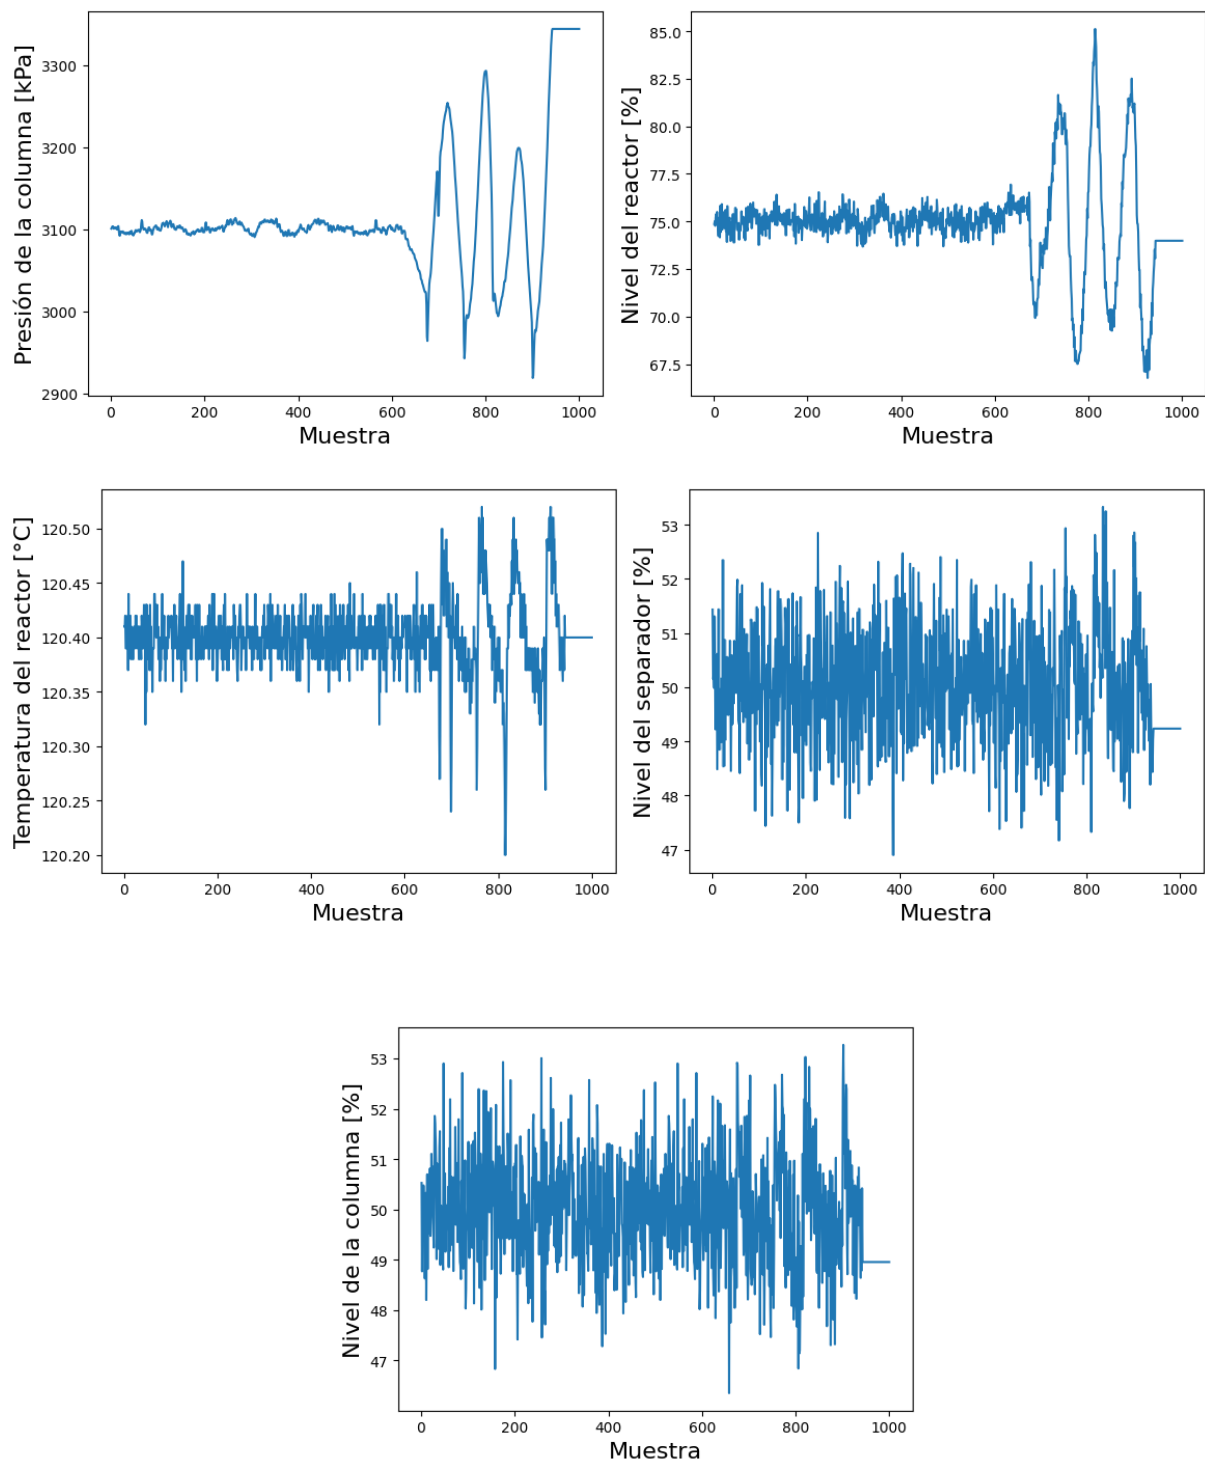 Presión de la columna [kPa]
3300
3200
3100
3000
2900
0 200 400 600 800 1000
Muestra
Nivel del reactor [%]
85.0
82.5
80.0
77.5
75.0
72.5
70.0
67.5
0 200 400 600 800 1000
Muestra
Temperatura del reactor [°C]
120.50
120.45
120.40
120.35
120.30
120.25
120.20
0 200 400 600 800 1000
Muestra
Nivel del separador [%]
53
52
51
50
49
48
47
0 200 400 600 800 1000
Muestra
Nivel de la columna [%]
53
52
51
50
49
48
47
0 200 400 600 800 1000
Muestra